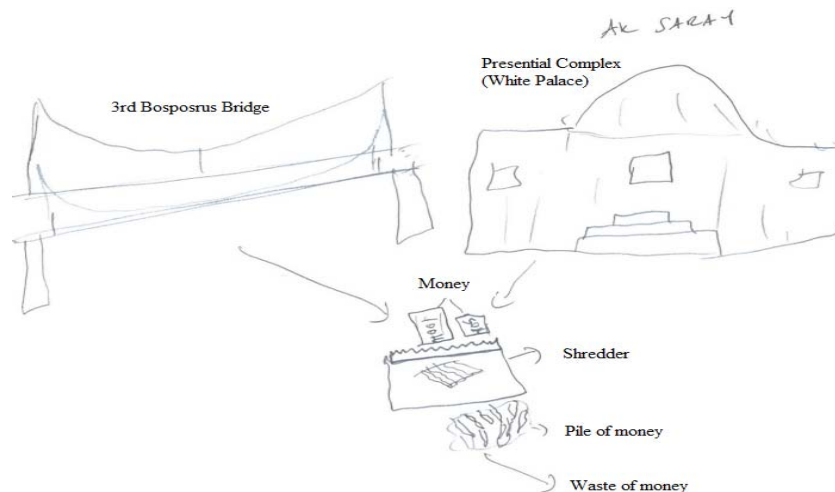 AK SARAY
Presential Complex
(White Palace)
3rd Bosposrus Bridge
Money
Shredder
Pile of money
Waste of money